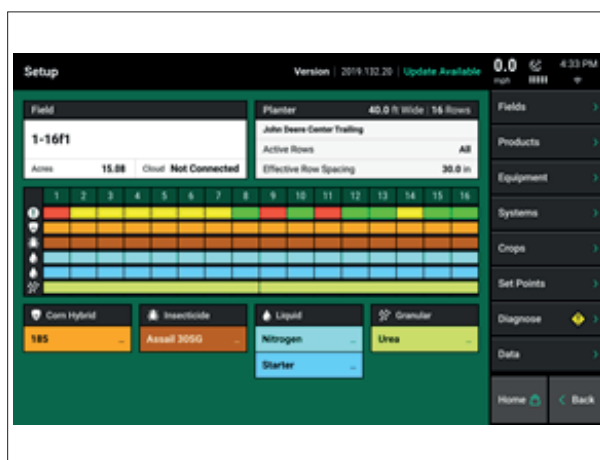 Setup
Version | 2019.132.20 | Update Available
0.0
mph
4:33 PM
Field
1-16f1
Acres 15.08 Cloud Not Connected
Planter 40.0 ft Wide | 16 Rows
John Deere Center Trailing
Active Rows All
Effective Row Spacing 30.0 in
1 2 3 4 5 6 7 8 9 10 11 12 13 14 15 16
Corn Hybrid
185 ...
Insecticide
Assail 30SG ...
Liquid
Nitrogen ...
Starter ...
Granular
Urea ...
Fields
Products
Equipment
Systems
Crops
Set Points
Diagnose
Data
Home
Back